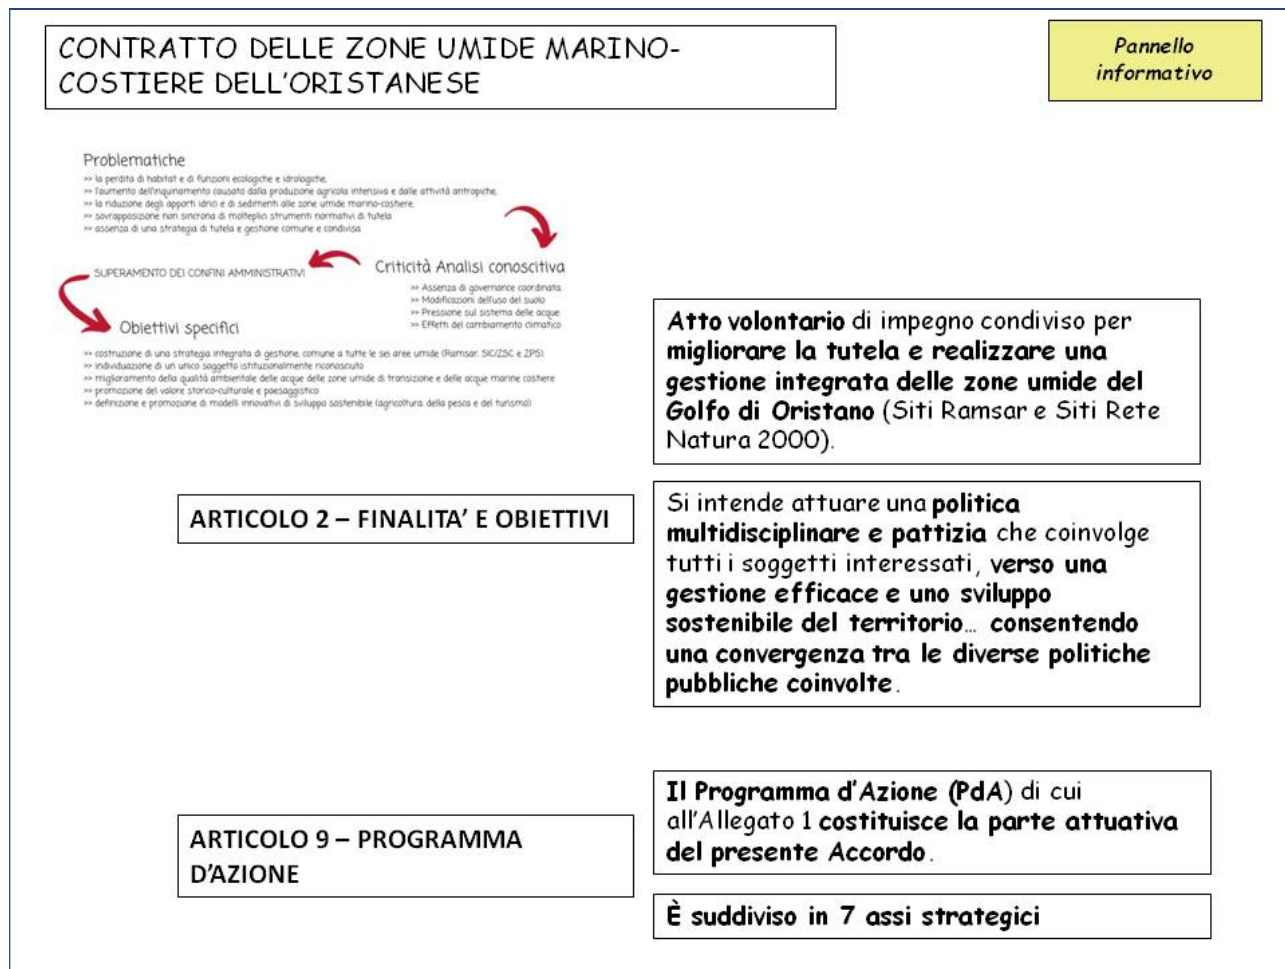 CONTRATTO DELLE ZONE UMIDE MARINO-
COSTIERE DELL'ORISTANESE
Pannello
informativo
Problematiche
>> la perdita di habitat e di funzioni ecologiche e idrologiche,
>> l'aumento dell'inquinamento causato dalla produzione agricola intensiva e dalle attività antropiche,
>> la riduzione degli apporti idrici e di sedimenti alle zone umide marino-costiere,
>> sovrapposizione non sincrona di molteplici strumenti normativi di tutela
>> assenza di una strategia di tutela e gestione comune e condivisa
SUPERAMENTO DEI CONFINI AMMINISTRATIVI
Criticità Analisi conoscitiva
>> Assenza di governance coordinata
>> Modificazioni dell'uso del suolo
>> Pressione sul sistema delle acque
>> Effetti del cambiamento climatico
Obiettivi specifici
>> costruzione di una strategia integrata di gestione, comune a tutte le sei aree umide (Ramsar, SIC/ZSC e ZPS)
>> individuazione di un unico soggetto istituzionalmente riconosciuto
>> miglioramento della qualità ambientale delle acque delle zone umide di transizione e delle acque marine costiere
>> promozione del valore storico-culturale e paesaggistico
>> definizione e promozione di modelli innovativi di sviluppo sostenibile (agricoltura, della pesca e del turismo)
Atto volontario di impegno condiviso per
migliorare la tutela e realizzare una
gestione integrata delle zone umide del
Golfo di Oristano (Siti Ramsar e Siti Rete
Natura 2000).
ARTICOLO 2 – FINALITA' E OBIETTIVI
Si intende attuare una politica
multidisciplinare e pattizia che coinvolge
tutti i soggetti interessati, verso una
gestione efficace e uno sviluppo
sostenibile del territorio… consentendo
una convergenza tra le diverse politiche
pubbliche coinvolte.
ARTICOLO 9 – PROGRAMMA
D'AZIONE
Il Programma d'Azione (PdA) di cui
all'Allegato 1 costituisce la parte attuativa
del presente Accordo.
È suddiviso in 7 assi strategici